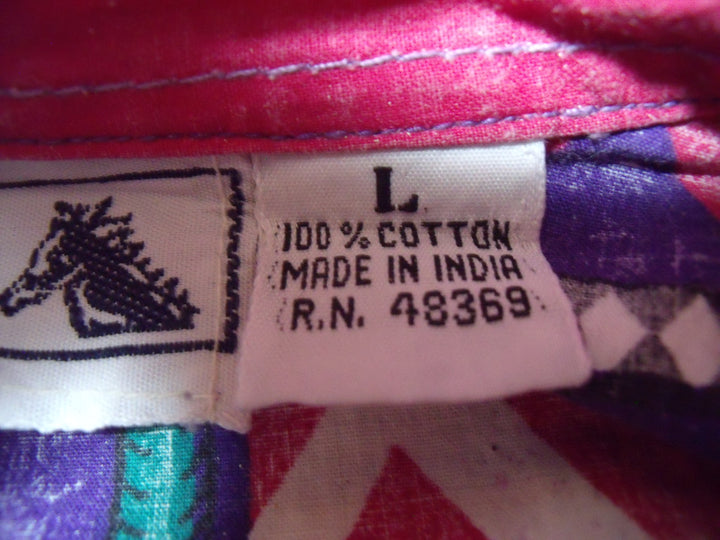 L
100% COTTON
MADE IN INDIA
R.N. 48369